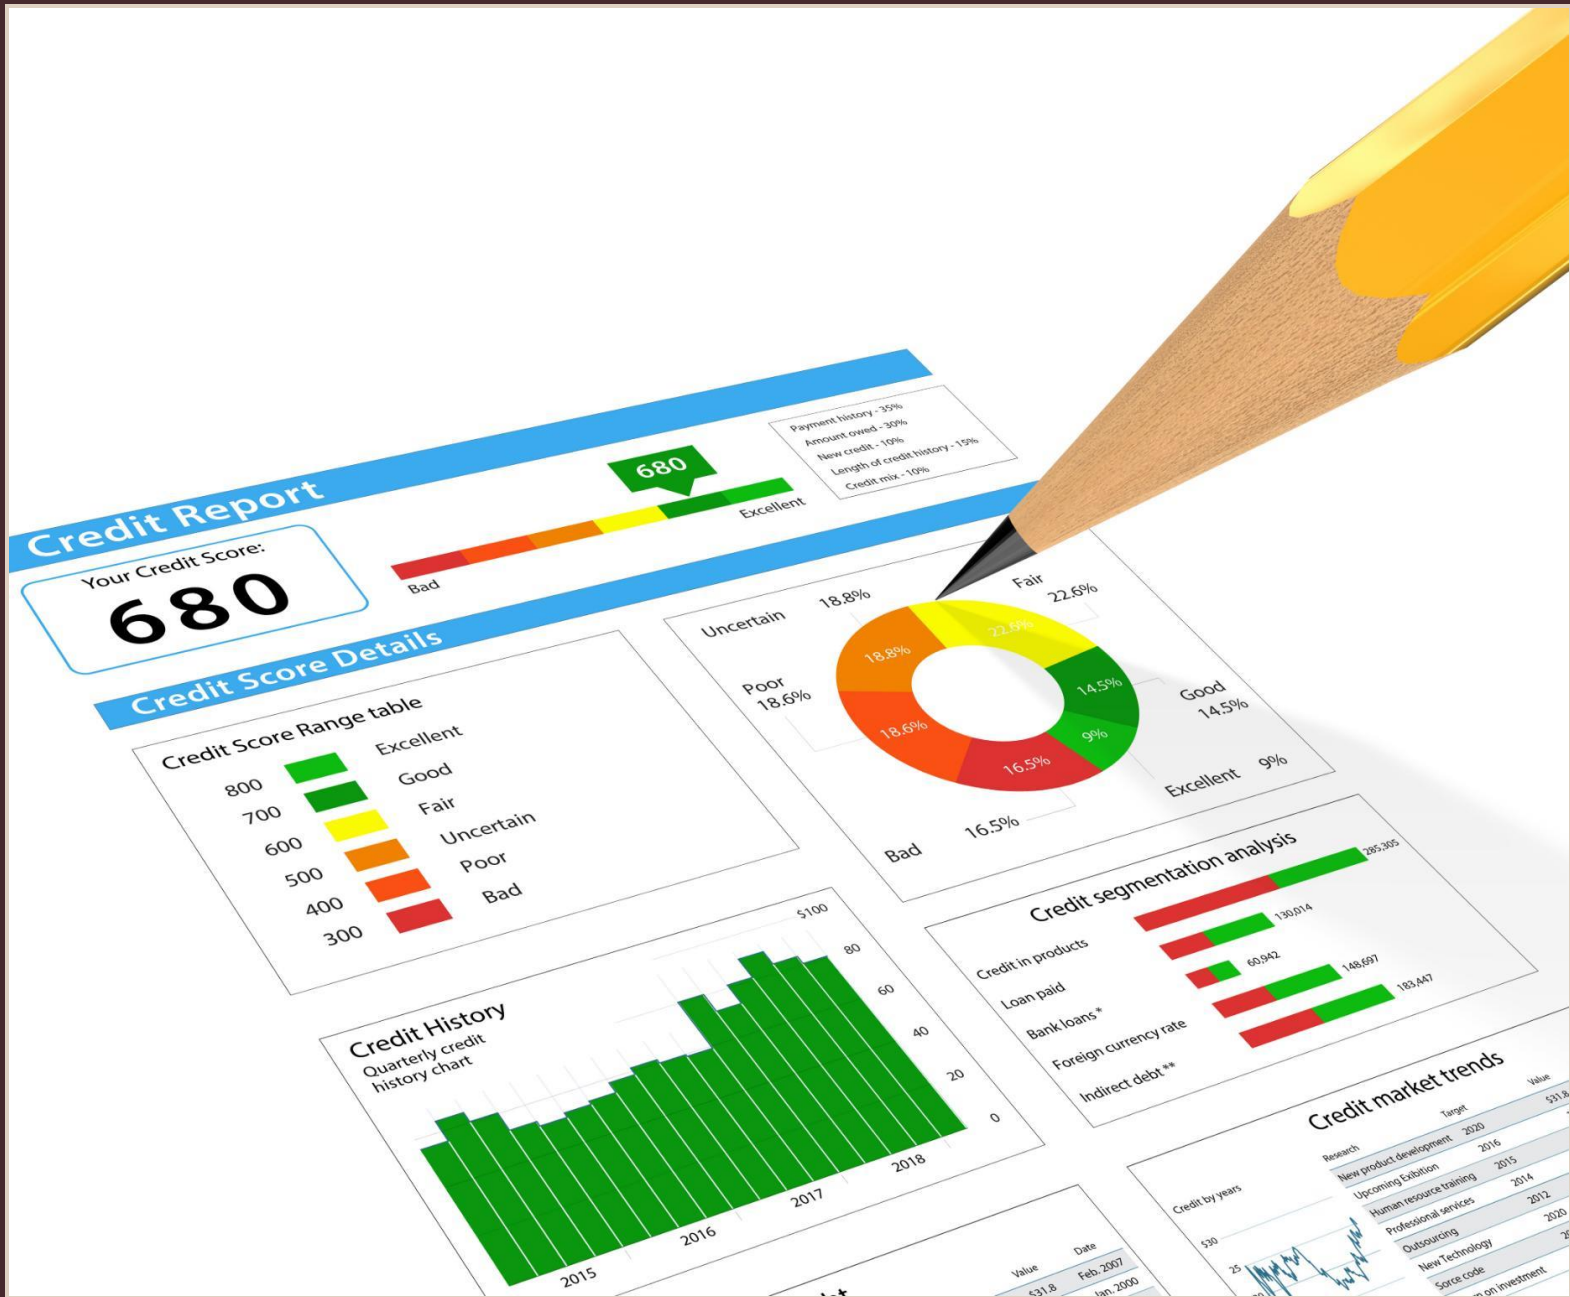 Credit Report
Your Credit Score:
680
680
Bad
Excellent
Payment history - 35%
Amount owed - 30%
New credit - 10%
Length of credit history - 15%
Credit mix - 10%
Credit Score Details
Credit Score Range table
800 Excellent
700 Good
600 Fair
500 Uncertain
400 Poor
300 Bad
Uncertain 18.8%
Fair
22.6%
Poor
18.6%
Good
14.5%
Excellent 9%
Bad 16.5%
18.8%
22.6%
14.5%
9%
16.5%
18.6%
Credit History
Quarterly credit
history chart
$100
80
60
40
20
0
2015
2016
2017
2018
Credit segmentation analysis
Credit in products 285,305
Loan paid 130,014
Bank loans* 60,942
Foreign currency rate 148,697
Indirect debt** 183,447
Credit market trends
Research Target Value
New product development 2020 $31.8
Upcoming Exibition 2016
Human resource training 2015
Professional services 2014
Outsourcing 2012
New Technology 2020
Sorce code
on investment
Credit by years
$30
25
Value Date
$31.8 Feb. 2007
Jan. 2000